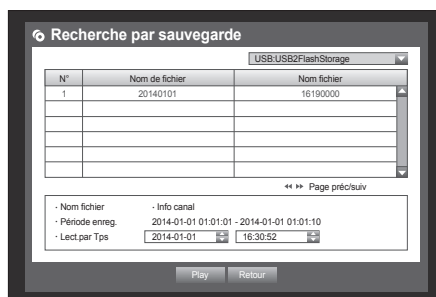 Recherche par sauvegarde
USB:USB2FlashStorage
N° Nom de fichier Nom fichier
1 20140101 16190000
Page préc/suiv
· Nom fichier · Info canal
· Période enreg. 2014-01-01 01:01:01 - 2014-01-01 01:01:10
· Lect.par Tps 2014-01-01 16:30:52
Play Retour